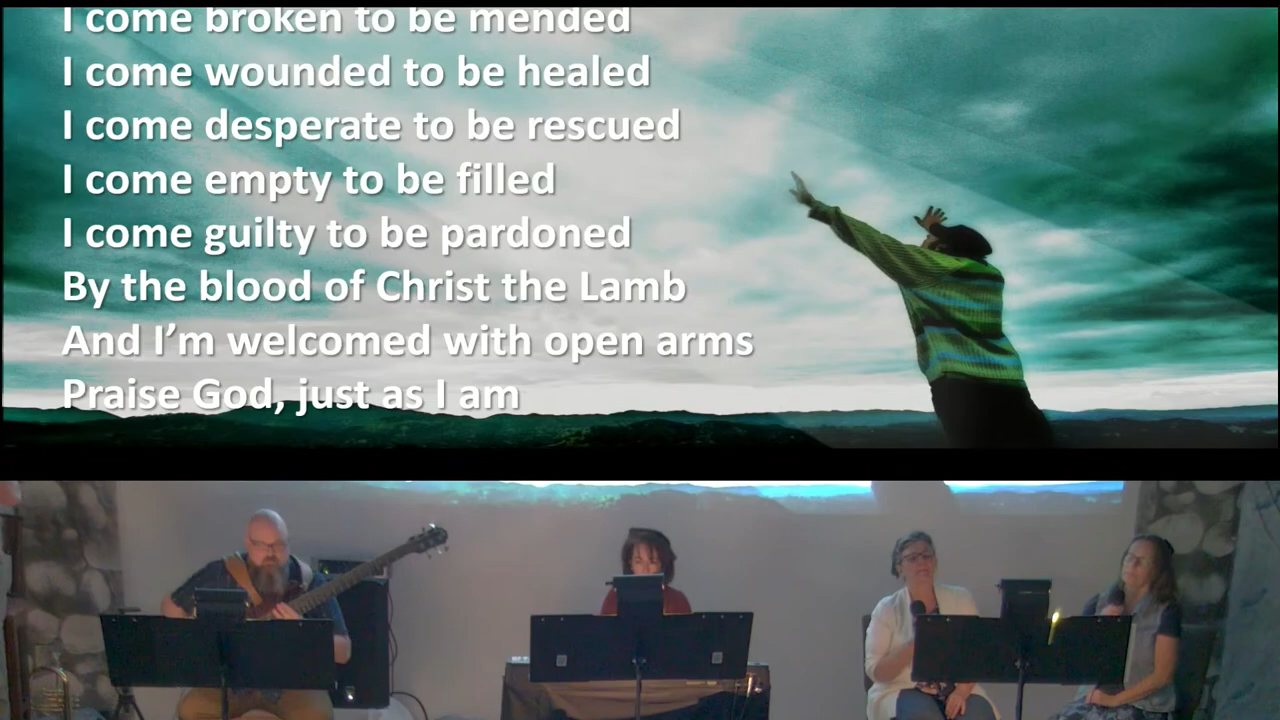 I come broken to be mended
I come wounded to be healed
I come desperate to be rescued
I come empty to be filled
I come guilty to be pardoned
By the blood of Christ the Lamb
And I’m welcomed with open arms
Praise God, just as I am